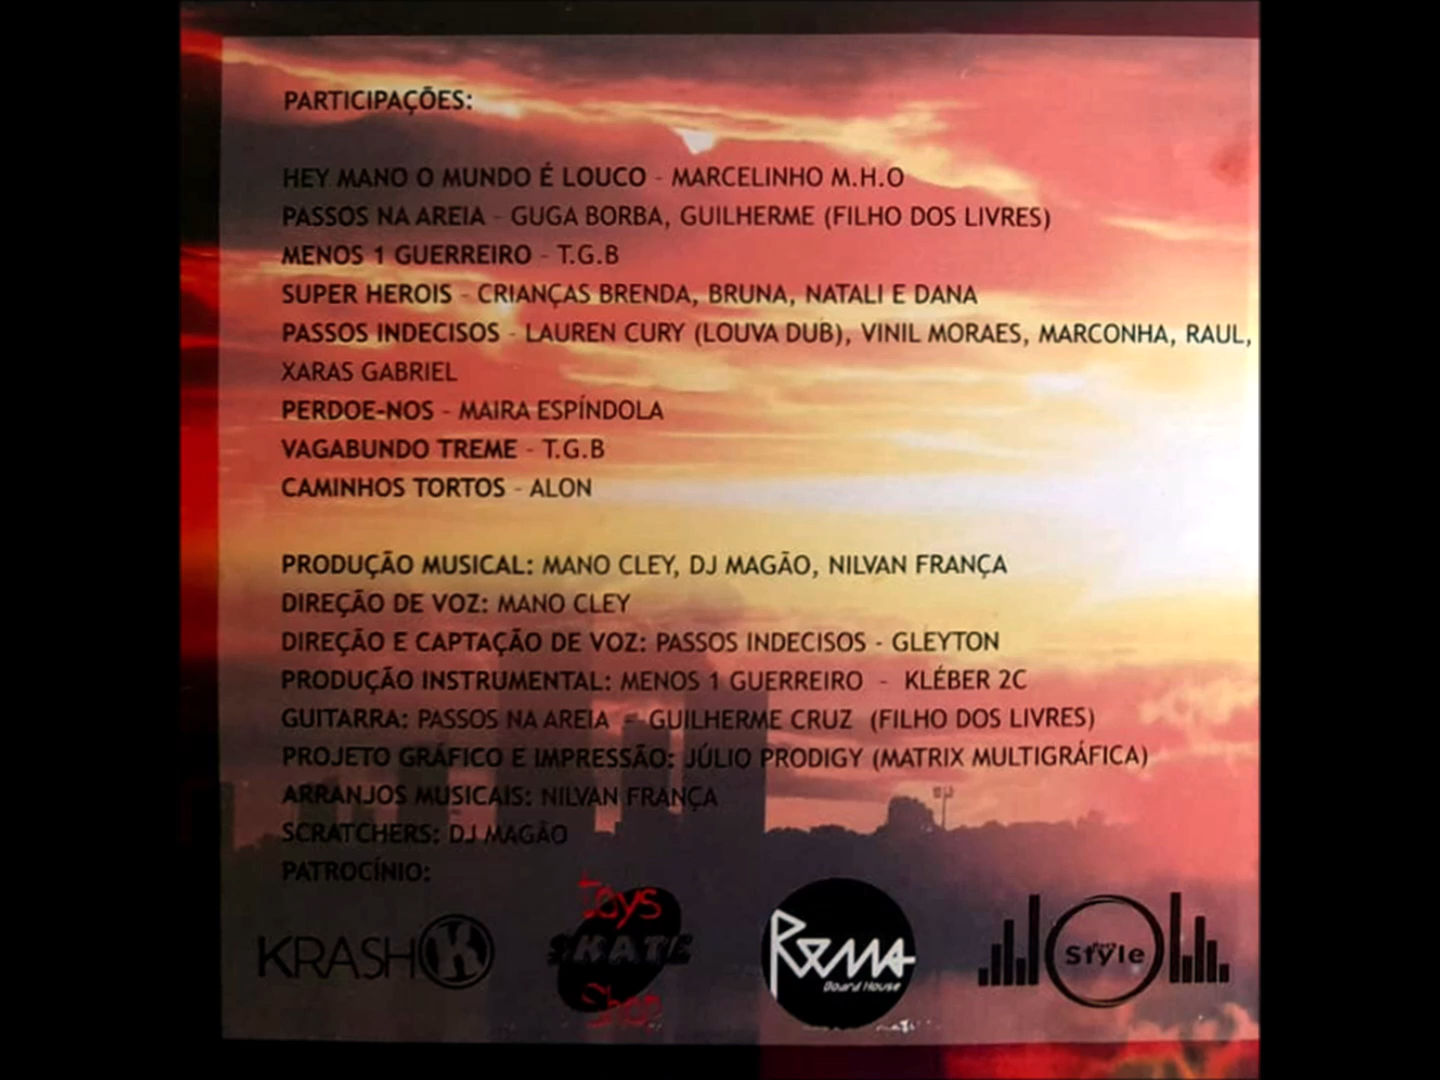 PARTICIPAÇÕES:
HEY MANO O MUNDO É LOUCO - MARCELINHO M.H.O
PASSOS NA AREIA - GUGA BORBA, GUILHERME (FILHO DOS LIVRES)
MENOS 1 GUERREIRO - T.G.B
SUPER HEROIS - CRIANÇAS BRENDA, BRUNA, NATALI E DANA
PASSOS INDECISOS - LAUREN CURY (LOUVA DUB), VINIL MORAES, MARCONHA, RAUL,
XARAS GABRIEL
PERDOE-NOS - MAIRA ESPÍNDOLA
VAGABUNDO TREME - T.G.B
CAMINHOS TORTOS - ALON
PRODUÇÃO MUSICAL: MANO CLEY, DJ MAGÃO, NILVAN FRANÇA
DIREÇÃO DE VOZ: MANO CLEY
DIREÇÃO E CAPTAÇÃO DE VOZ: PASSOS INDECISOS - GLEYTON
PRODUÇÃO INSTRUMENTAL: MENOS 1 GUERREIRO - KLÉBER 2C
GUITARRA: PASSOS NA AREIA - GUILHERME CRUZ (FILHO DOS LIVRES)
PROJETO GRÁFICO E IMPRESSÃO: JÚLIO PRODIGY (MATRIX MULTIGRÁFICA)
ARRANJOS MUSICAIS: NILVAN FRANÇA
SCRATCHERS: DJ MAGÃO
PATROCÍNIO:
KRASH K
toys
SKATE
Shop
Board House
Style